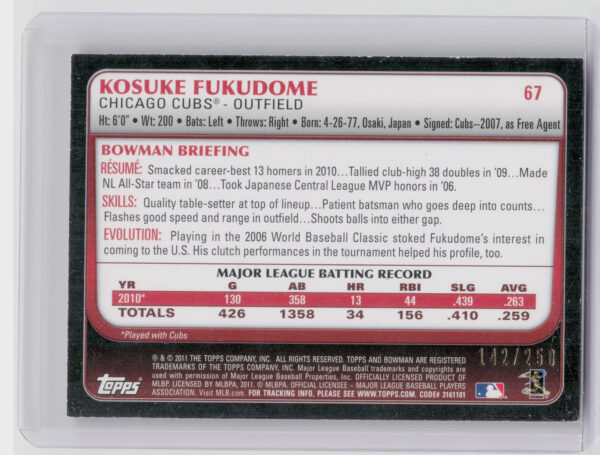 KOSUKE FUKUDOME 67
CHICAGO CUBS® - OUTFIELD
Ht: 6'0" • Wt: 200 • Bats: Left • Throws: Right • Born: 4-26-77, Osaki, Japan • Signed: Cubs—2007, as Free Agent
BOWMAN BRIEFING
RÉSUMÉ: Smacked career-best 13 homers in 2010...Tallied club-high 38 doubles in '09...Made
NL All-Star team in '08...Took Japanese Central League MVP honors in '06.
SKILLS: Quality table-setter at top of lineup...Patient batsman who goes deep into counts...
Flashes good speed and range in outfield...Shoots balls into either gap.
EVOLUTION: Playing in the 2006 World Baseball Classic stoked Fukudome's interest in
coming to the U.S. His clutch performances in the tournament helped his profile, too.
MAJOR LEAGUE BATTING RECORD
YR G AB HR RBI SLG AVG
2010* 130 358 13 44 .439 .263
TOTALS 426 1358 34 156 .410 .259
*Played with Cubs
142/250
® & © 2011 THE TOPPS COMPANY, INC. ALL RIGHTS RESERVED. TOPPS AND BOWMAN ARE REGISTERED
TRADEMARKS OF THE TOPPS COMPANY, INC. Major League Baseball trademarks and copyrights are
used with permission of Major League Baseball Properties, Inc. OFFICIALLY LICENSED PRODUCT OF
MLBP. LICENSED BY MLBPA, 2011. © MLBPA. OFFICIAL LICENSEE – MAJOR LEAGUE BASEBALL PLAYERS
ASSOCIATION. Visit MLB.com. FOR TRACKING INFO, PLEASE SEE WWW.TOPPS.COM. CODE# 3161101
Topps